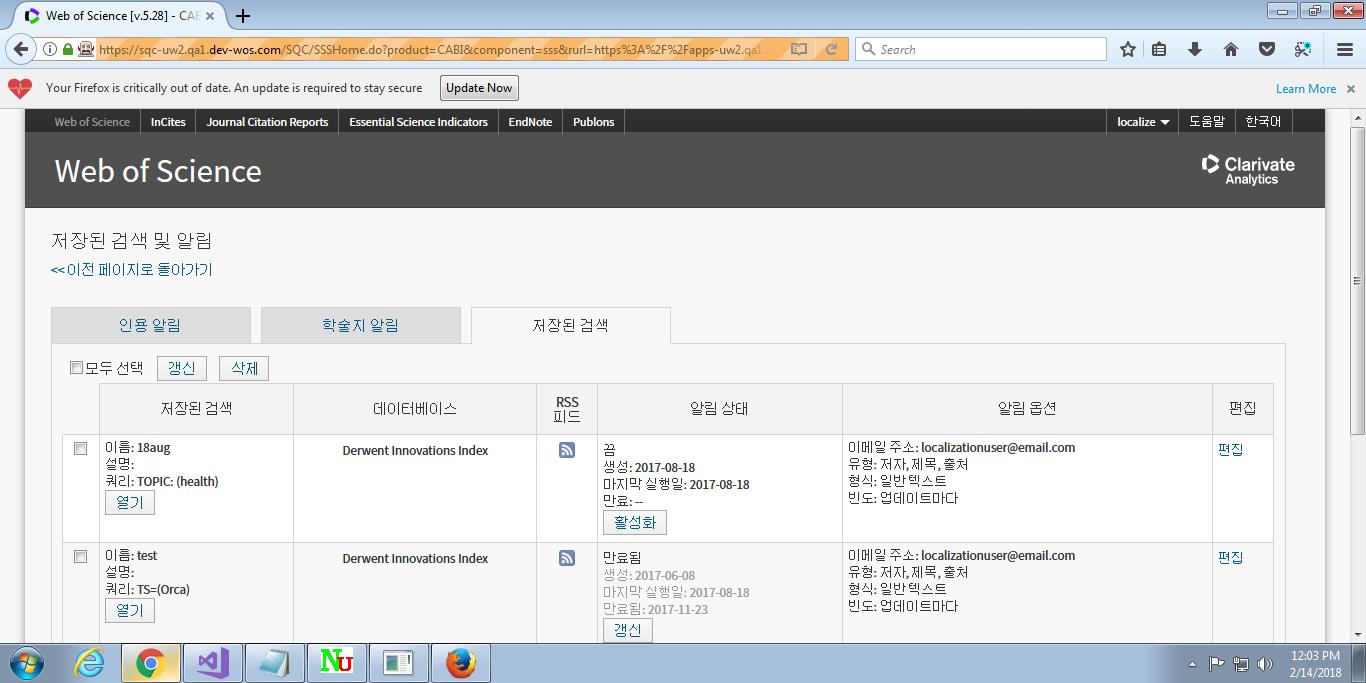 Web of Science [v.5.28] - CAB
https://sqc-uw2.qa1.dev-wos.com/SQC/SSSHome.do?product=CABI&component=sss&rurl=https%3A%2F%2Fapps-uw2.qa1.
Search
Your Firefox is critically out of date. An update is required to stay secure
Update Now
Learn More
Web of Science
InCites
Journal Citation Reports
Essential Science Indicators
EndNote
Publons
localize
도움말
한국어
Web of Science
Clarivate
Analytics
저장된 검색 및 알림
<<이전 페이지로 돌아가기
인용 알림
학술지 알림
저장된 검색
모두 선택
갱신
삭제
저장된 검색
데이터베이스
RSS
피드
알림 상태
알림 옵션
편집
이름: 18aug
설명:
쿼리: TOPIC: (health)
열기
Derwent Innovations Index
끔
생성: 2017-08-18
마지막 실행일: 2017-08-18
만료: --
활성화
이메일 주소: localizationuser@email.com
유형: 저자, 제목, 출처
형식: 일반 텍스트
빈도: 업데이트마다
편집
이름: test
설명:
쿼리: TS=(Orca)
열기
Derwent Innovations Index
만료됨
생성: 2017-06-08
마지막 실행일: 2017-08-18
만료됨: 2017-11-23
갱신
이메일 주소: localizationuser@email.com
유형: 저자, 제목, 출처
형식: 일반 텍스트
빈도: 업데이트마다
편집
Nu
12:03 PM
2/14/2018